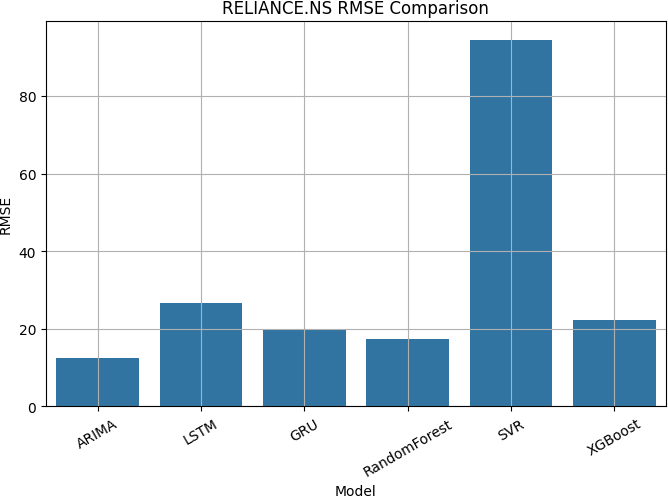 RELIANCE.NS RMSE Comparison
RMSE
80
60
40
20
0
ARIMA
LSTM
GRU
RandomForest
SVR
XGBoost
Model